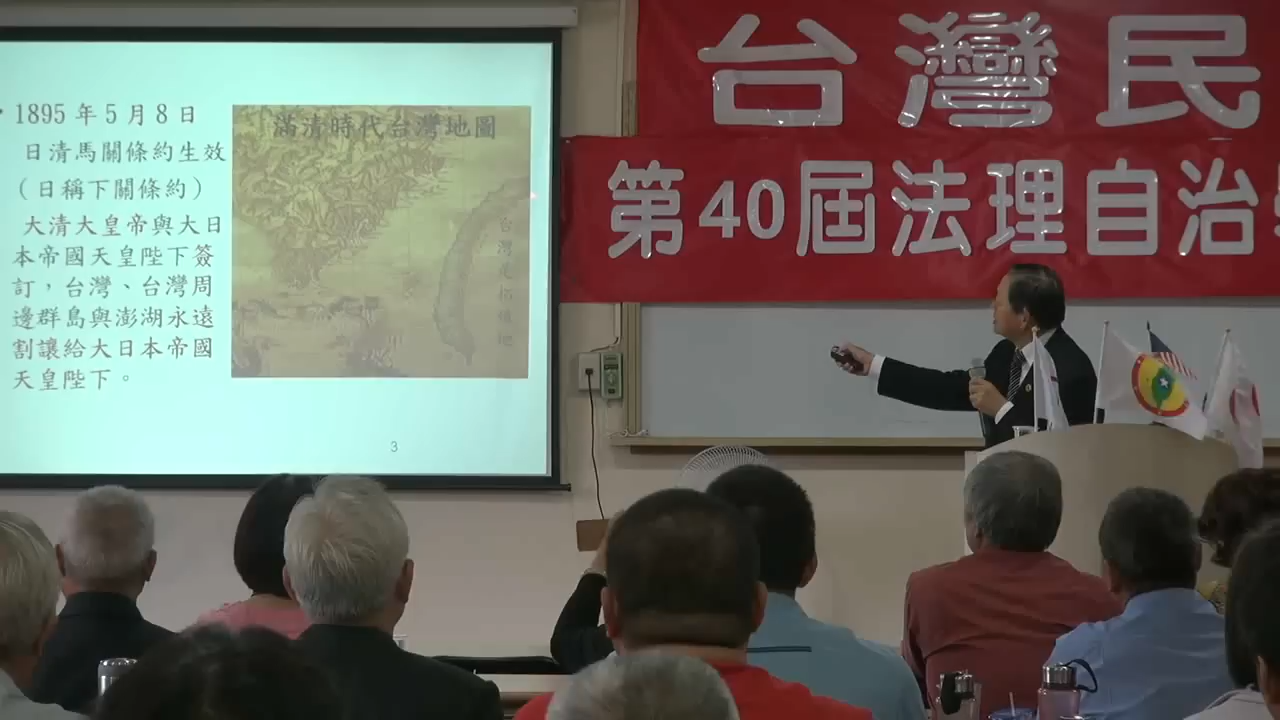 1895 年 5 月 8 日
日清馬關條約生效
（日稱下關條約）
大清大皇帝與大日
本帝國天皇陛下簽
訂，台灣、台灣周
邊群島與澎湖永遠
割讓給大日本帝國
天皇陛下。
滿清時代台灣地圖
3
台灣民
第40屆法理自治